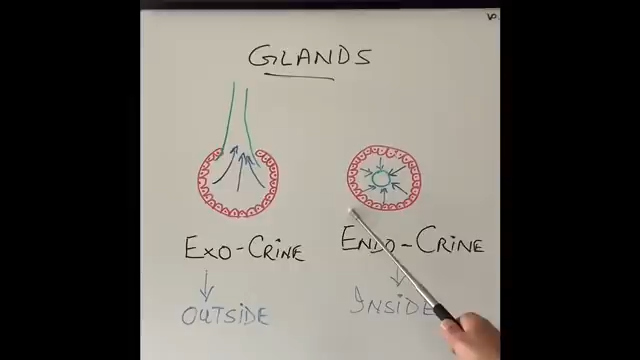 GLANDS
EXO-CRINE
ENDO-CRINE
OUTSIDE
INSIDE